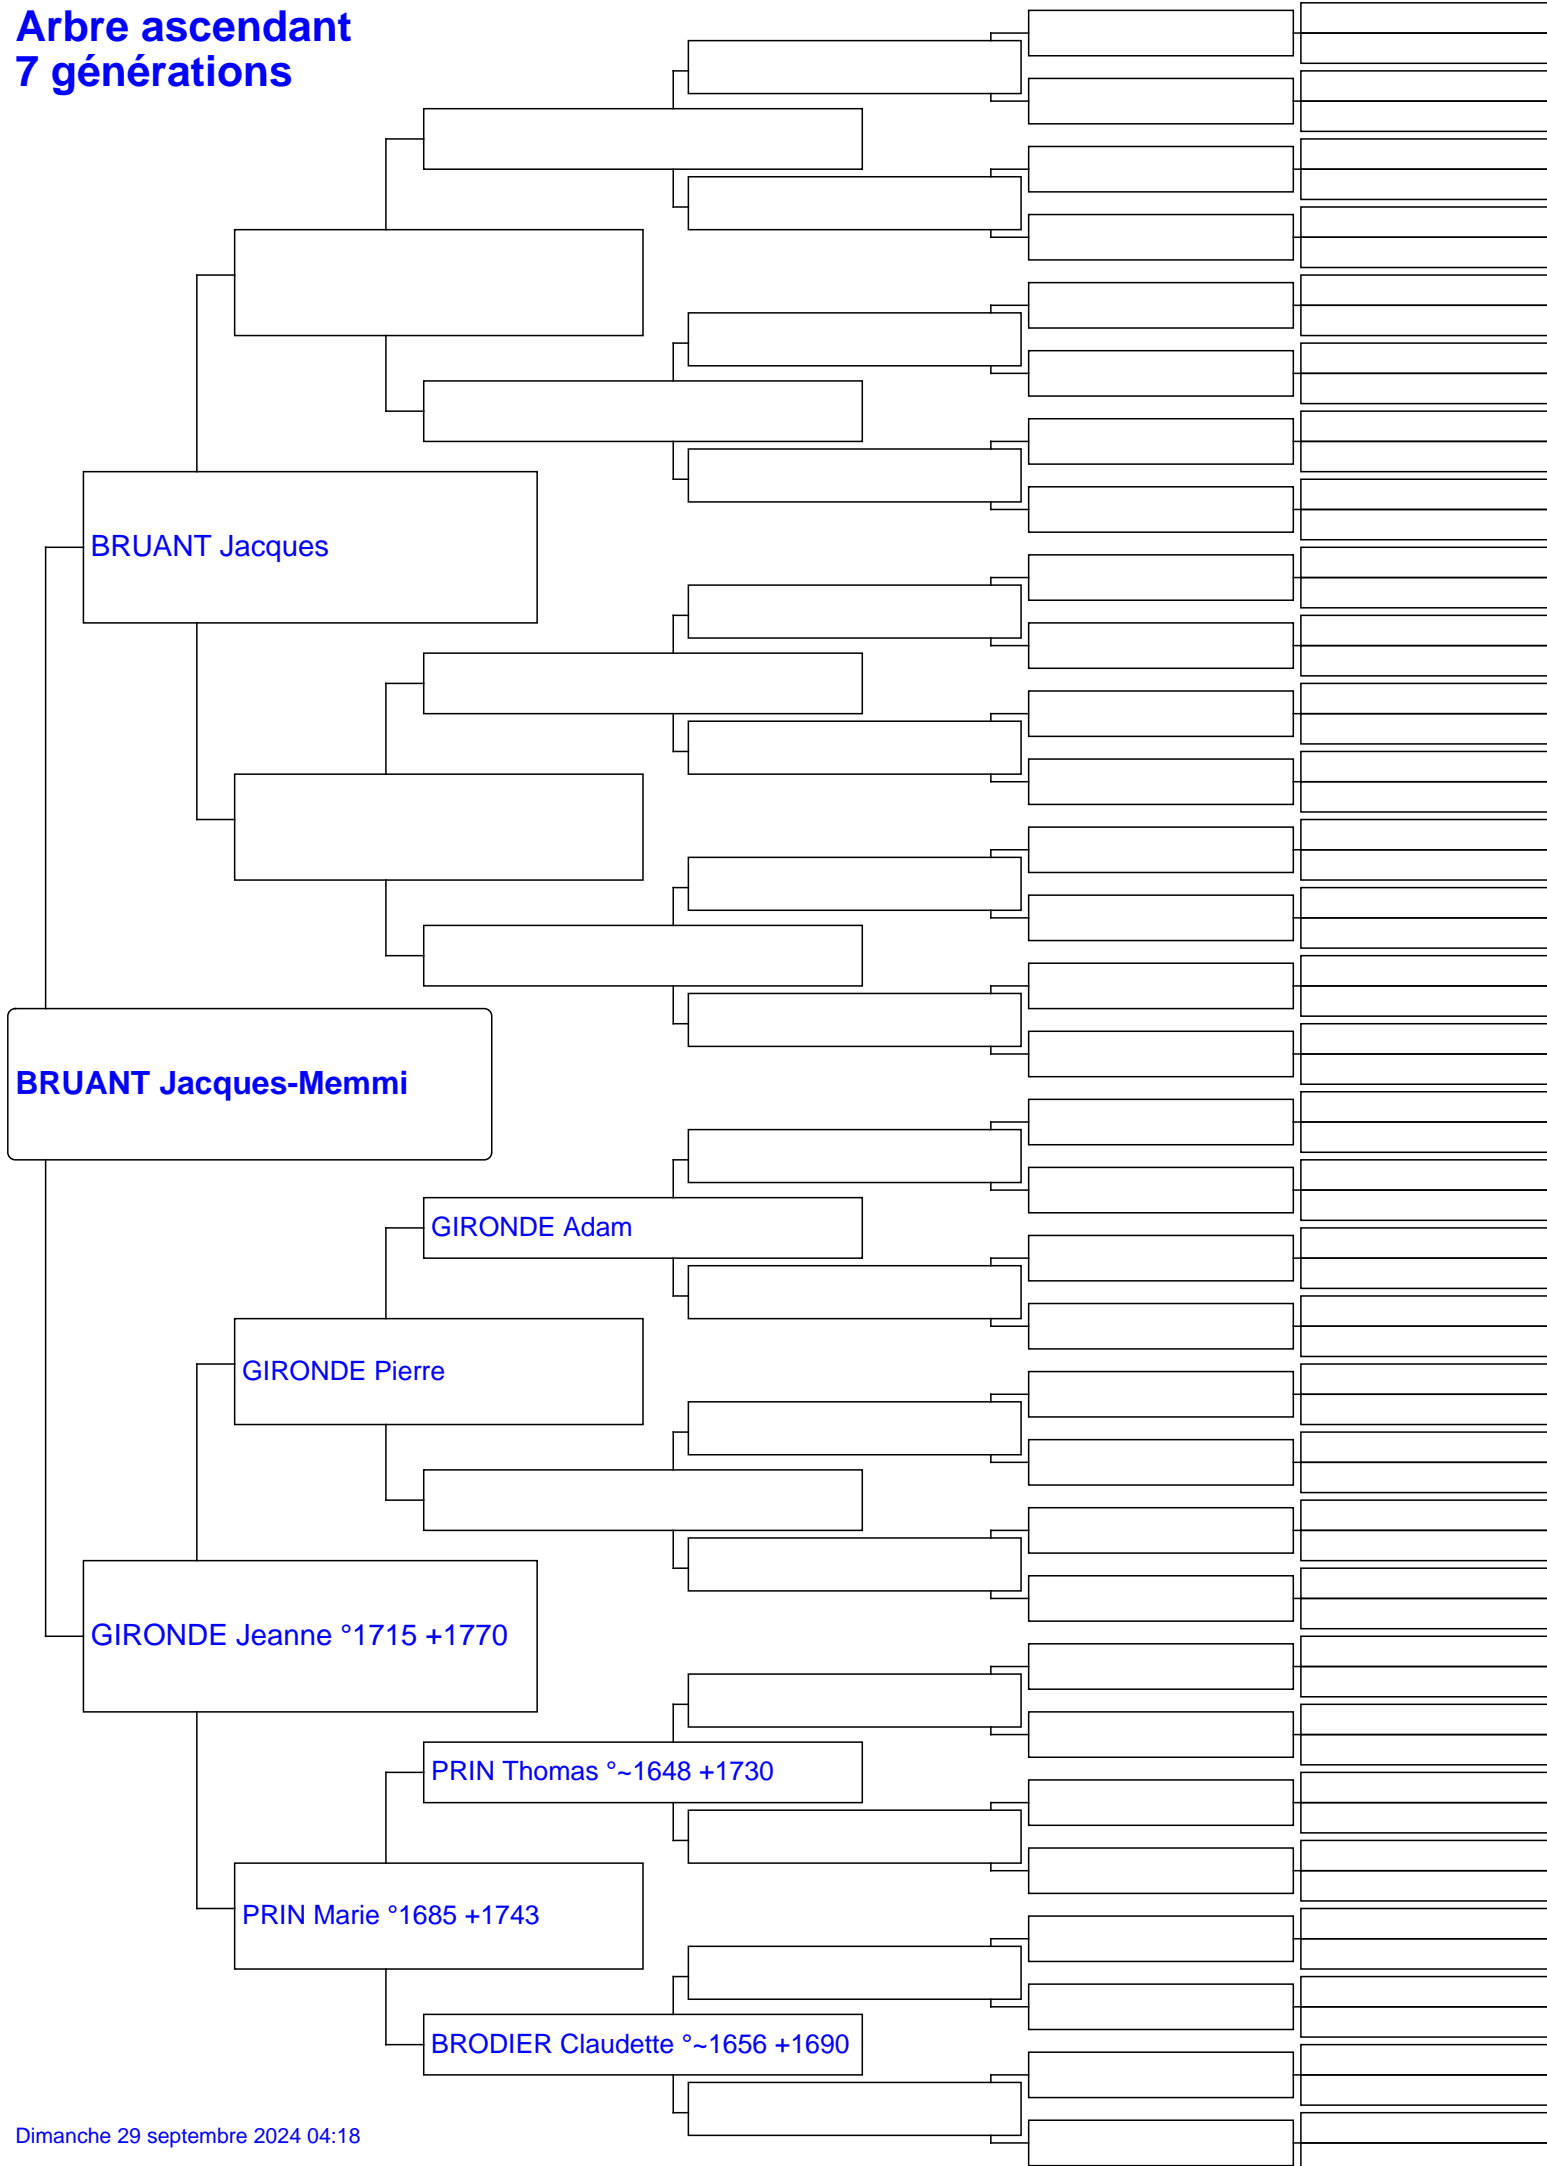 Arbre ascendant
7 générations
BRUANT Jacques
BRUANT Jacques-Memmi
GIRONDE Adam
GIRONDE Pierre
GIRONDE Jeanne °1715 +1770
PRIN Thomas °~1648 +1730
PRIN Marie °1685 +1743
BRODIER Claudette °~1656 +1690
Dimanche 29 septembre 2024 04:18